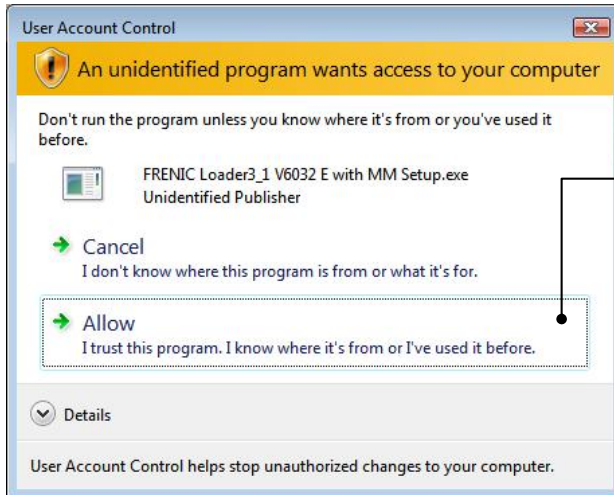 User Account Control
An unidentified program wants access to your computer
Don't run the program unless you know where it's from or you've used it
before.
FRENIC Loader3_1 V6032 E with MM Setup.exe
Unidentified Publisher
Cancel
I don't know where this program is from or what it's for.
Allow
I trust this program. I know where it's from or I've used it before.
Details
User Account Control helps stop unauthorized changes to your computer.